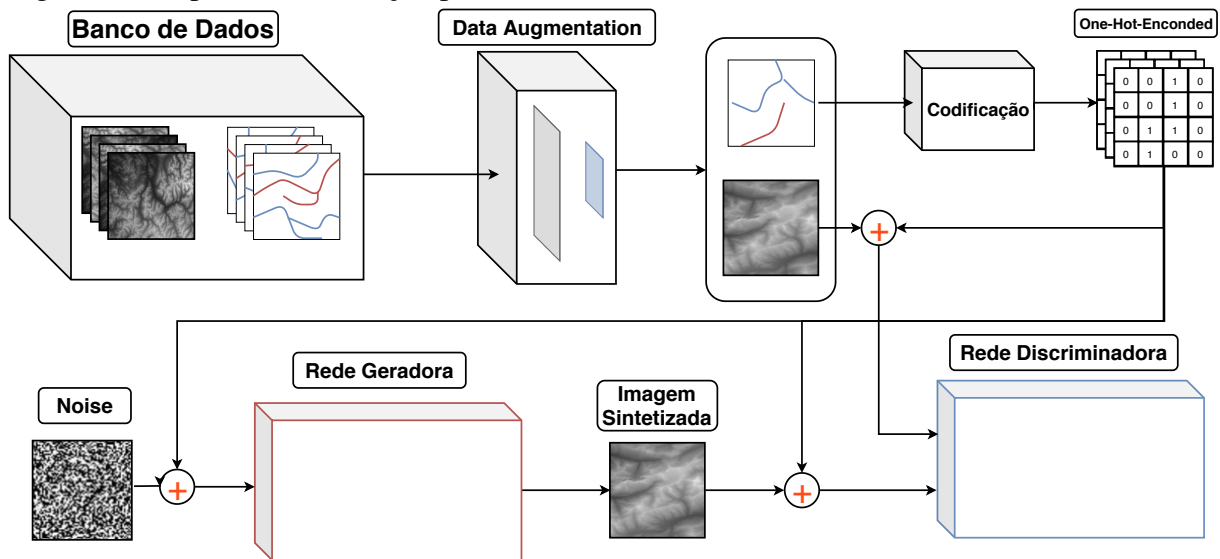 Banco de Dados
Data Augmentation
One-Hot-Enconded
Codificação
0 0 1 0
0 0 1 0
0 1 1 0
0 1 0 0
+
Rede Geradora
Rede Discriminadora
Noise
Imagem
Sintetizada
+
+